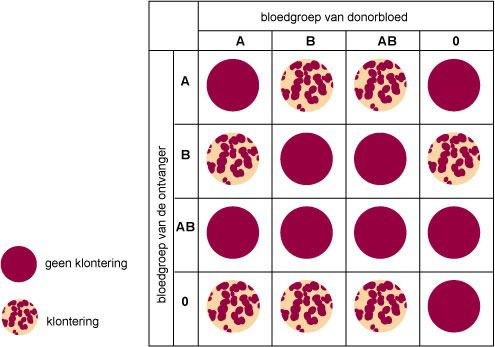 bloedgroep van donorbloed
A B AB 0
bloedgroep van de ontvanger
A
B
AB
0
geen klontering
klontering